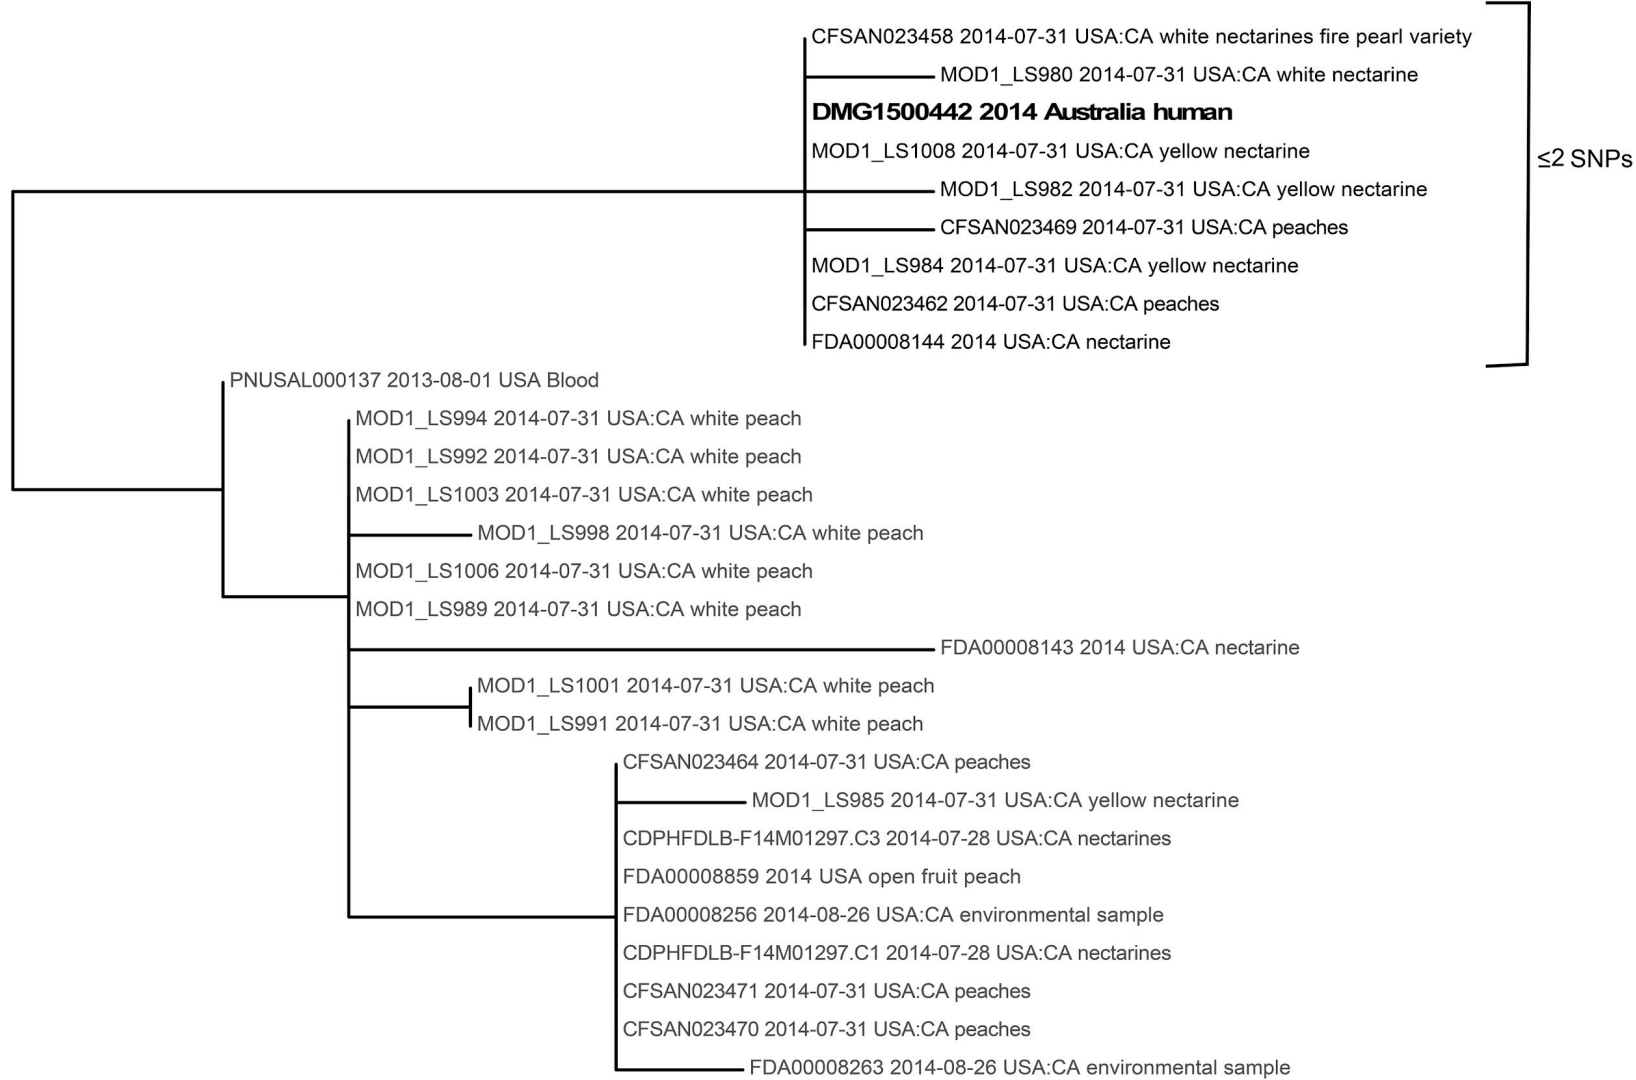 CFSAN023458 2014-07-31 USA:CA white nectarines fire pearl variety
MOD1_LS980 2014-07-31 USA:CA white nectarine
DMG1500442 2014 Australia human
MOD1_LS1008 2014-07-31 USA:CA yellow nectarine
≤2 SNPs
MOD1_LS982 2014-07-31 USA:CA yellow nectarine
CFSAN023469 2014-07-31 USA:CA peaches
MOD1_LS984 2014-07-31 USA:CA yellow nectarine
CFSAN023462 2014-07-31 USA:CA peaches
FDA00008144 2014 USA:CA nectarine
PNUSAL000137 2013-08-01 USA Blood
MOD1_LS994 2014-07-31 USA:CA white peach
MOD1_LS992 2014-07-31 USA:CA white peach
MOD1_LS1003 2014-07-31 USA:CA white peach
MOD1_LS998 2014-07-31 USA:CA white peach
MOD1_LS1006 2014-07-31 USA:CA white peach
MOD1_LS989 2014-07-31 USA:CA white peach
FDA00008143 2014 USA:CA nectarine
MOD1_LS1001 2014-07-31 USA:CA white peach
MOD1_LS991 2014-07-31 USA:CA white peach
CFSAN023464 2014-07-31 USA:CA peaches
MOD1_LS985 2014-07-31 USA:CA yellow nectarine
CDPHFDLB-F14M01297.C3 2014-07-28 USA:CA nectarines
FDA00008859 2014 USA open fruit peach
FDA00008256 2014-08-26 USA:CA environmental sample
CDPHFDLB-F14M01297.C1 2014-07-28 USA:CA nectarines
CFSAN023471 2014-07-31 USA:CA peaches
CFSAN023470 2014-07-31 USA:CA peaches
FDA00008263 2014-08-26 USA:CA environmental sample